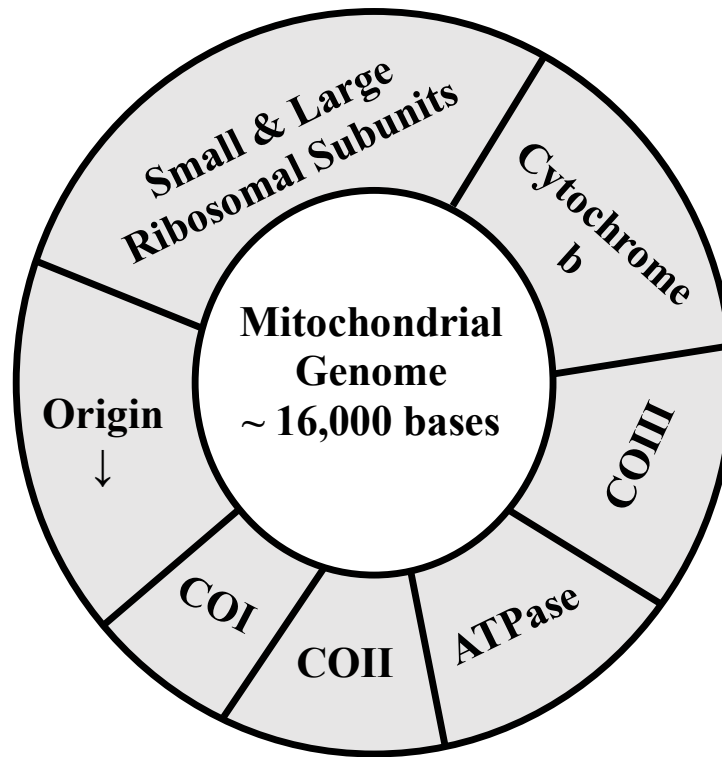 Small & Large
Ribosomal Subunits
Cytochrome
b
COIII
ATPase
COII
COI
Origin
↓
Mitochondrial
Genome
~ 16,000 bases